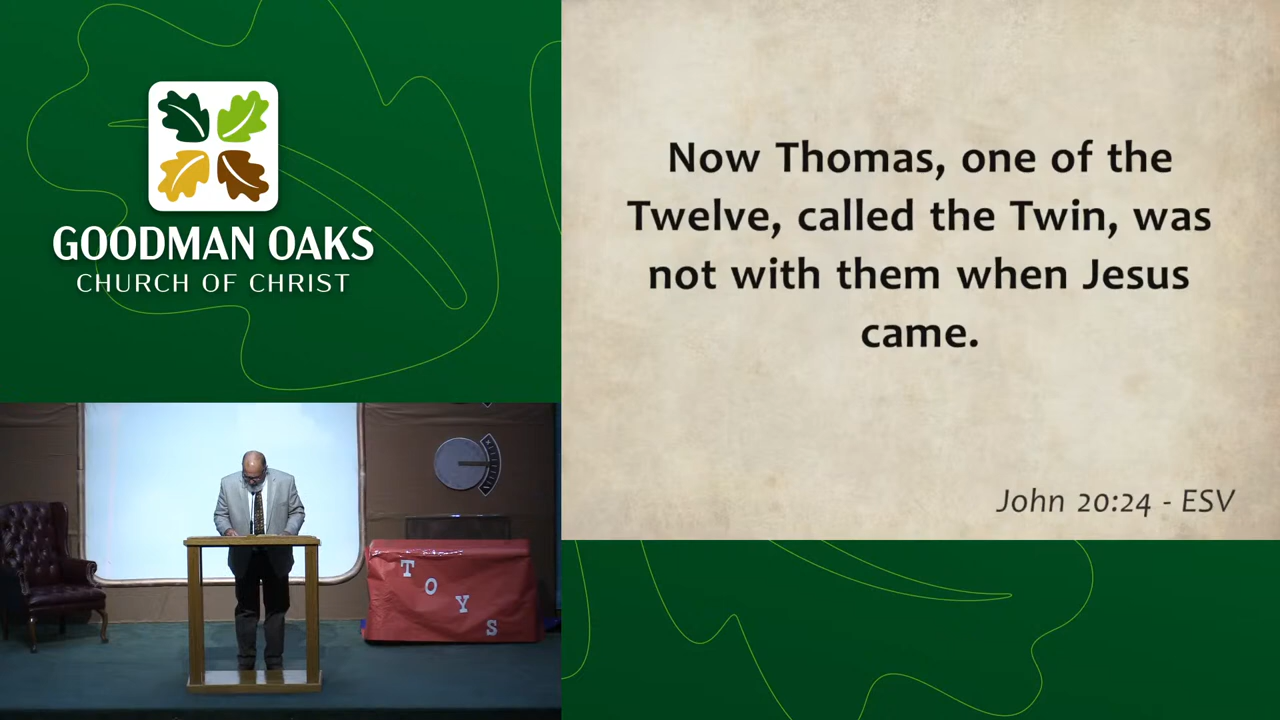 GOODMAN OAKS
CHURCH OF CHRIST
Now Thomas, one of the
Twelve, called the Twin, was
not with them when Jesus
came.
John 20:24 - ESV
TOYS